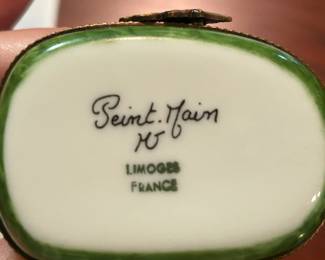 Peint. Main
LIMOGES
FRANCE